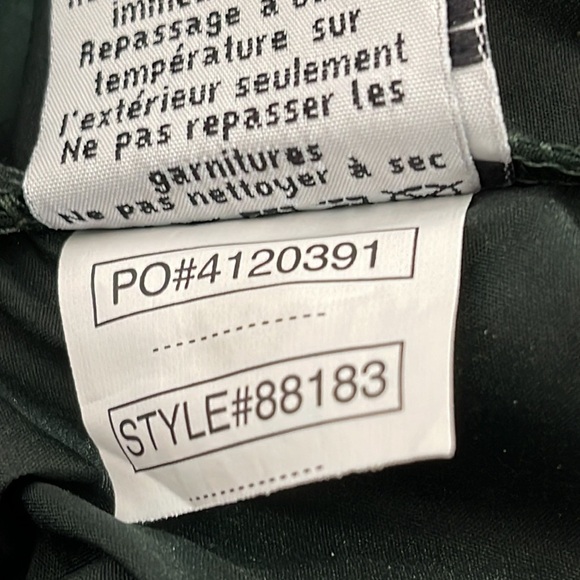 Repassage à
température sur
l'extérieur seulement
Ne pas repasser les
garnitures
Ne pas nettoyer à sec
PO#4120391
STYLE#88183